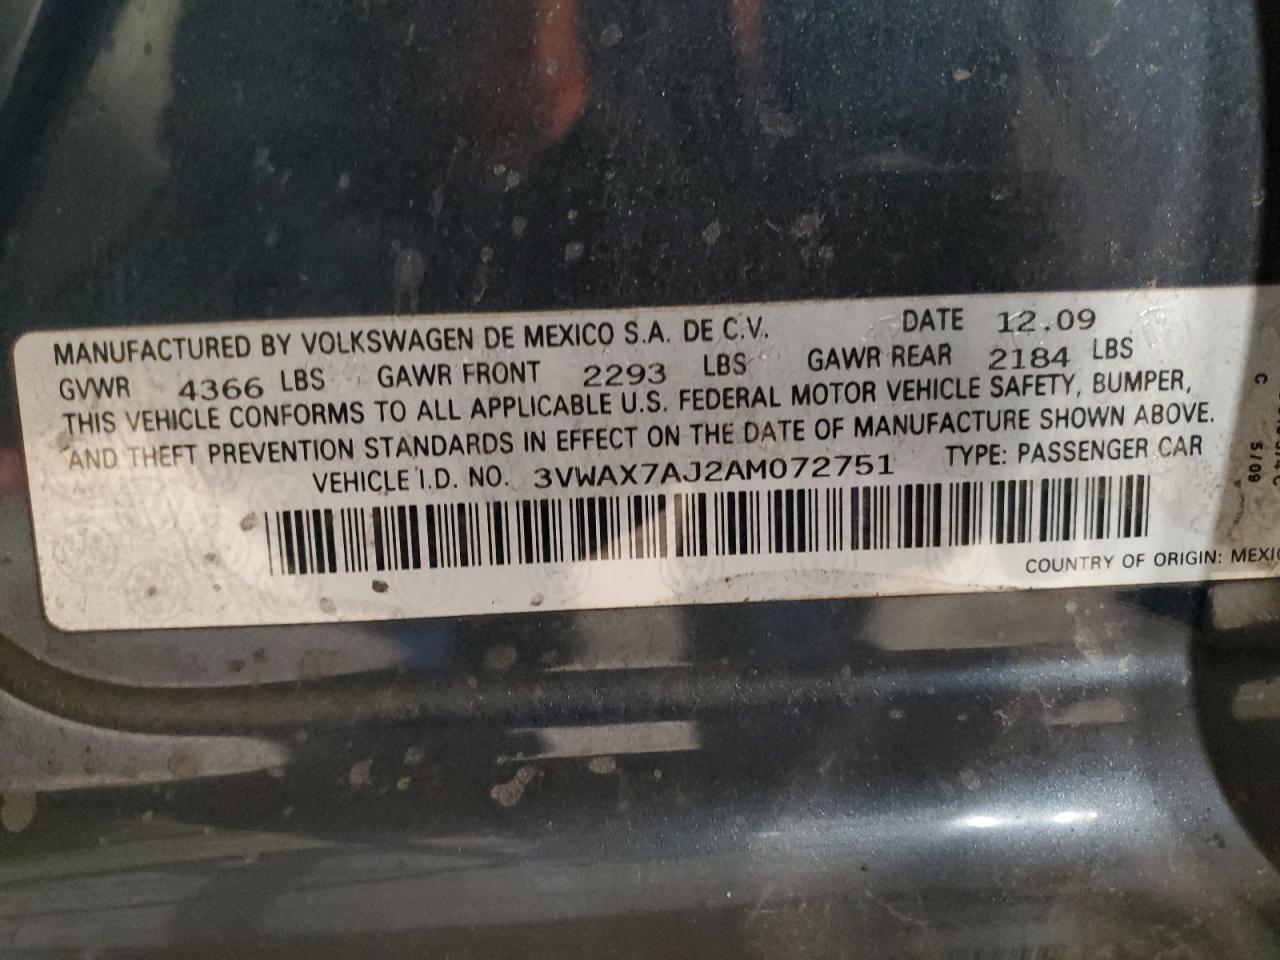 MANUFACTURED BY VOLKSWAGEN DE MEXICO S.A. DE C.V. DATE 12.09
GVWR 4366 LBS GAWR FRONT 2293 LBS GAWR REAR 2184 LBS
THIS VEHICLE CONFORMS TO ALL APPLICABLE U.S. FEDERAL MOTOR VEHICLE SAFETY, BUMPER,
AND THEFT PREVENTION STANDARDS IN EFFECT ON THE DATE OF MANUFACTURE SHOWN ABOVE.
VEHICLE I.D. NO. 3VWAX7AJ2AM072751 TYPE: PASSENGER CAR
COUNTRY OF ORIGIN: MEXIC
5/09